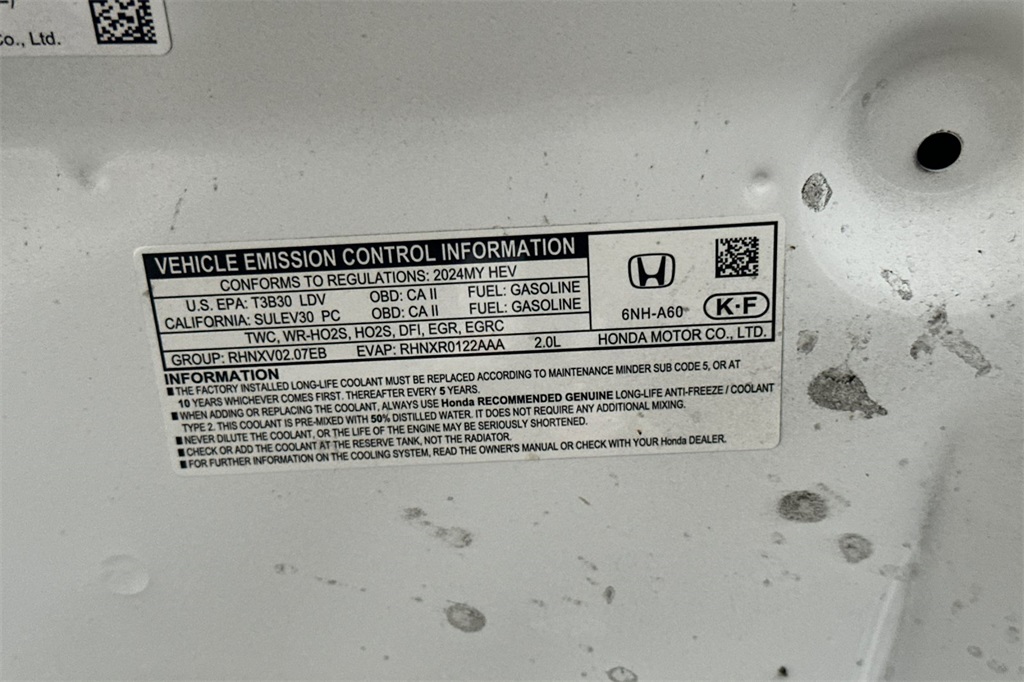 Co., Ltd.
VEHICLE EMISSION CONTROL INFORMATION
CONFORMS TO REGULATIONS: 2024MY HEV
U.S. EPA: T3B30 LDV OBD: CA II FUEL: GASOLINE
CALIFORNIA: SULEV30 PC OBD: CA II FUEL: GASOLINE
TWC, WR-HO2S, HO2S, DFI, EGR, EGRC
GROUP: RHNXV02.07EB EVAP: RHNXR0122AAA 2.0L
6NH-A60 K·F
HONDA MOTOR CO., LTD.
INFORMATION
■ THE FACTORY INSTALLED LONG-LIFE COOLANT MUST BE REPLACED ACCORDING TO MAINTENANCE MINDER SUB CODE 5, OR AT
10 YEARS WHICHEVER COMES FIRST. THEREAFTER EVERY 5 YEARS.
■ WHEN ADDING OR REPLACING THE COOLANT, ALWAYS USE Honda RECOMMENDED GENUINE LONG-LIFE ANTI-FREEZE / COOLANT
TYPE 2. THIS COOLANT IS PRE-MIXED WITH 50% DISTILLED WATER. IT DOES NOT REQUIRE ANY ADDITIONAL MIXING.
■ NEVER DILUTE THE COOLANT, OR THE LIFE OF THE ENGINE MAY BE SERIOUSLY SHORTENED.
■ CHECK OR ADD THE COOLANT AT THE RESERVE TANK, NOT THE RADIATOR.
■ FOR FURTHER INFORMATION ON THE COOLING SYSTEM, READ THE OWNER'S MANUAL OR CHECK WITH YOUR Honda DEALER.